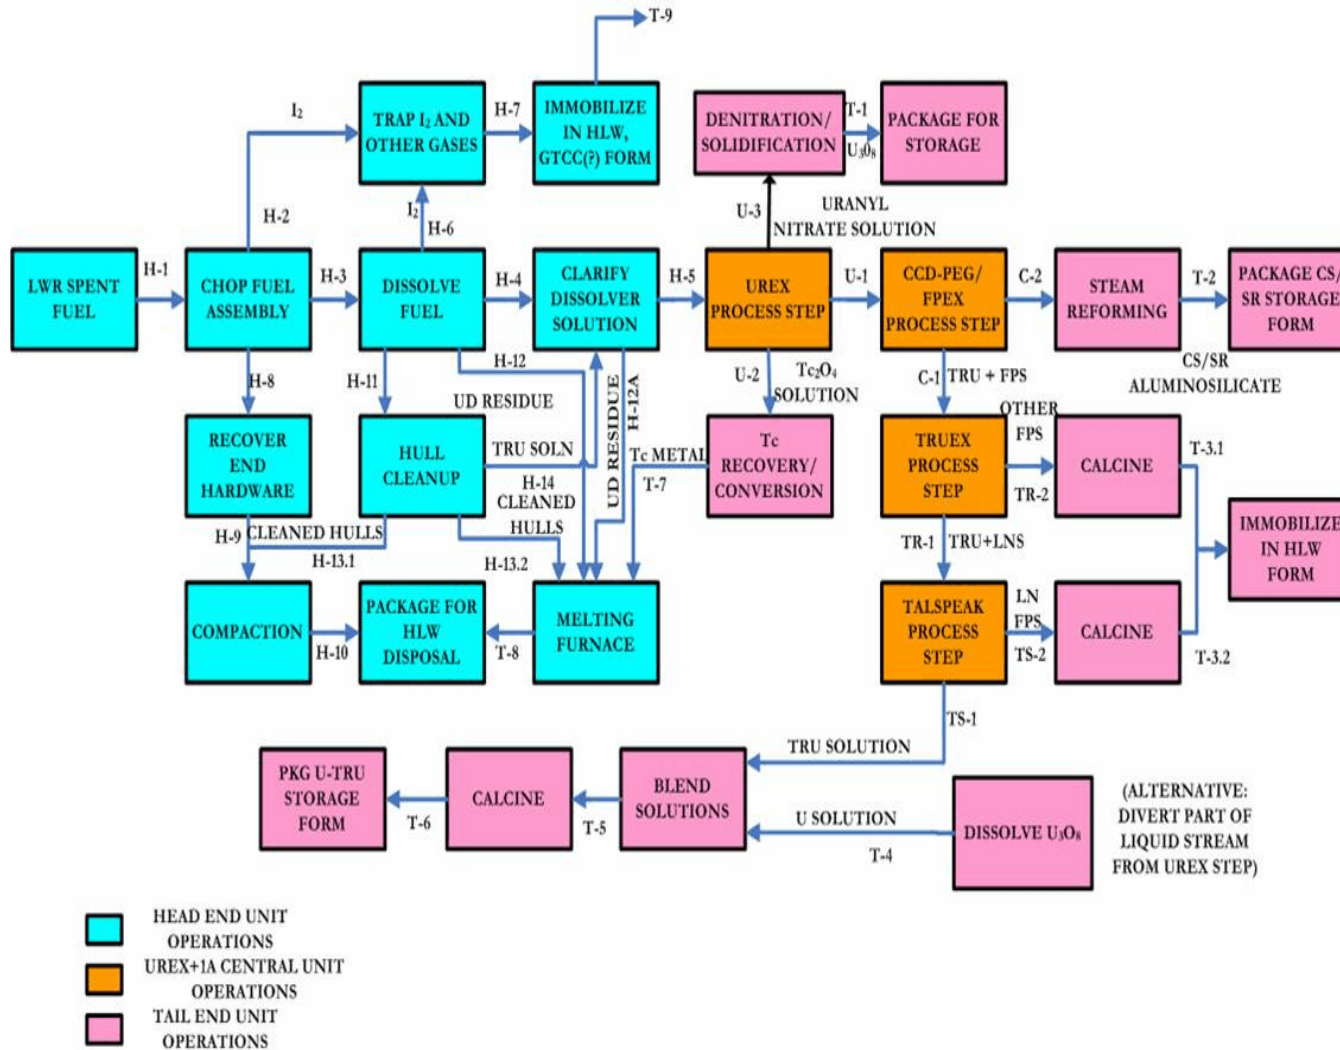 T-9
I₂
TRAP I₂ AND
OTHER GASES
H-7
IMMOBILIZE
IN HLW,
GTCC(?) FORM
DENITRATION/
SOLIDIFICATION
T-1
U₃0₈
PACKAGE FOR
STORAGE
H-2
I₂
H-6
U-3
URANYL
NITRATE SOLUTION
LWR SPENT
FUEL
H-1
CHOP FUEL
ASSEMBLY
H-3
DISSOLVE
FUEL
H-4
CLARIFY
DISSOLVER
SOLUTION
H-5
UREX
PROCESS STEP
U-1
CCD-PEG/
FPEX
PROCESS STEP
C-2
STEAM
REFORMING
T-2
PACKAGE CS/
SR STORAGE
FORM
CS/SR
ALUMINOSILICATE
H-8
H-11
H-12
UD RESIDUE
UD RESIDUE
H-12A
U-2
Tc₂O₄
SOLUTION
C-1
TRU + FPS
RECOVER
END
HARDWARE
HULL
CLEANUP
TRU SOLN
H-14
CLEANED
HULLS
Tc METAL
T-7
Tc
RECOVERY/
CONVERSION
TRUEX
PROCESS
STEP
OTHER
FPS
TR-2
CALCINE
T-3.1
H-9
CLEANED HULLS
H-13.1
H-13.2
TR-1
TRU+LNS
IMMOBILIZE
IN HLW
FORM
COMPACTION
H-10
PACKAGE FOR
HLW
DISPOSAL
T-8
MELTING
FURNACE
TALSPEAK
PROCESS
STEP
LN
FPS
TS-2
CALCINE
T-3.2
TS-1
TRU SOLUTION
PKG U-TRU
STORAGE
FORM
T-6
CALCINE
T-5
BLEND
SOLUTIONS
U SOLUTION
T-4
DISSOLVE U₃O₈
(ALTERNATIVE:
DIVERT PART OF
LIQUID STREAM
FROM UREX STEP)
HEAD END UNIT
OPERATIONS
UREX+1A CENTRAL UNIT
OPERATIONS
TAIL END UNIT
OPERATIONS